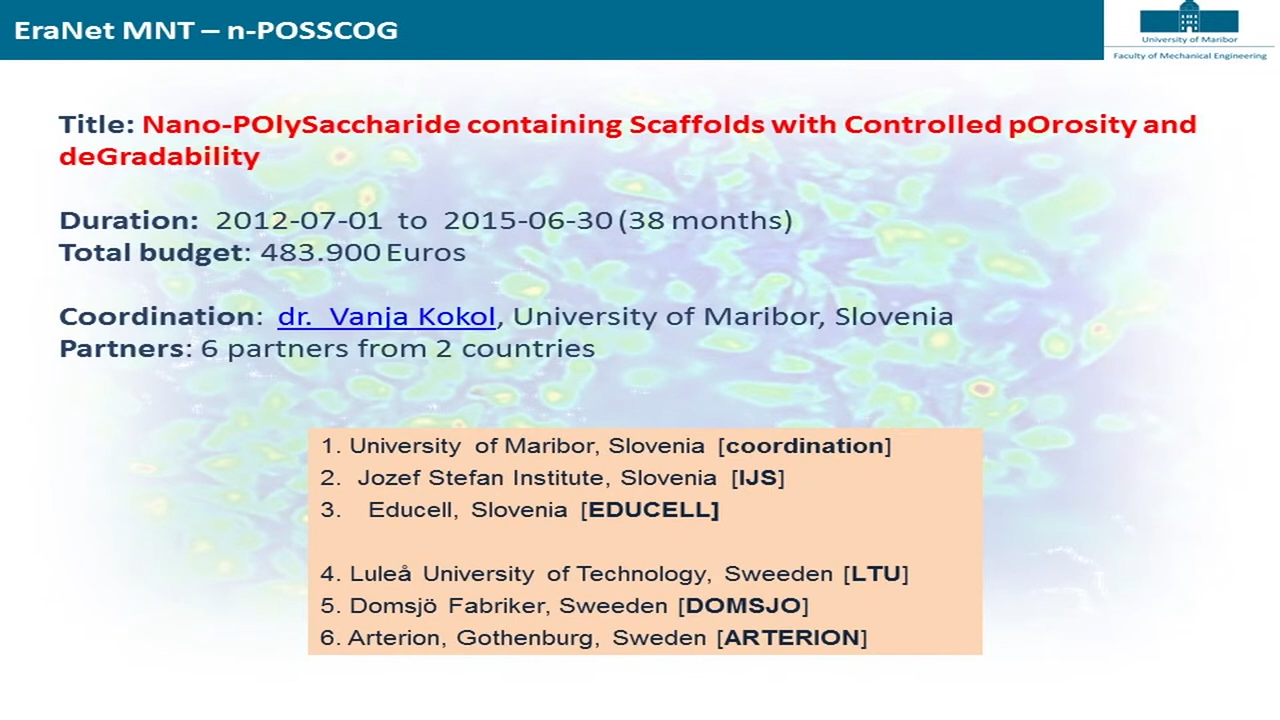 EraNet MNT – n-POSSCOG
University of Maribor
Faculty of Mechanical Engineering
Title: Nano-POlySaccharide containing Scaffolds with Controlled pOrosity and
deGradability
Duration: 2012-07-01 to 2015-06-30 (38 months)
Total budget: 483.900 Euros
Coordination: dr. Vanja Kokol, University of Maribor, Slovenia
Partners: 6 partners from 2 countries
1. University of Maribor, Slovenia [coordination]
2. Jozef Stefan Institute, Slovenia [IJS]
3. Educell, Slovenia [EDUCELL]
4. Luleå University of Technology, Sweeden [LTU]
5. Domsjö Fabriker, Sweeden [DOMSJO]
6. Arterion, Gothenburg, Sweden [ARTERION]